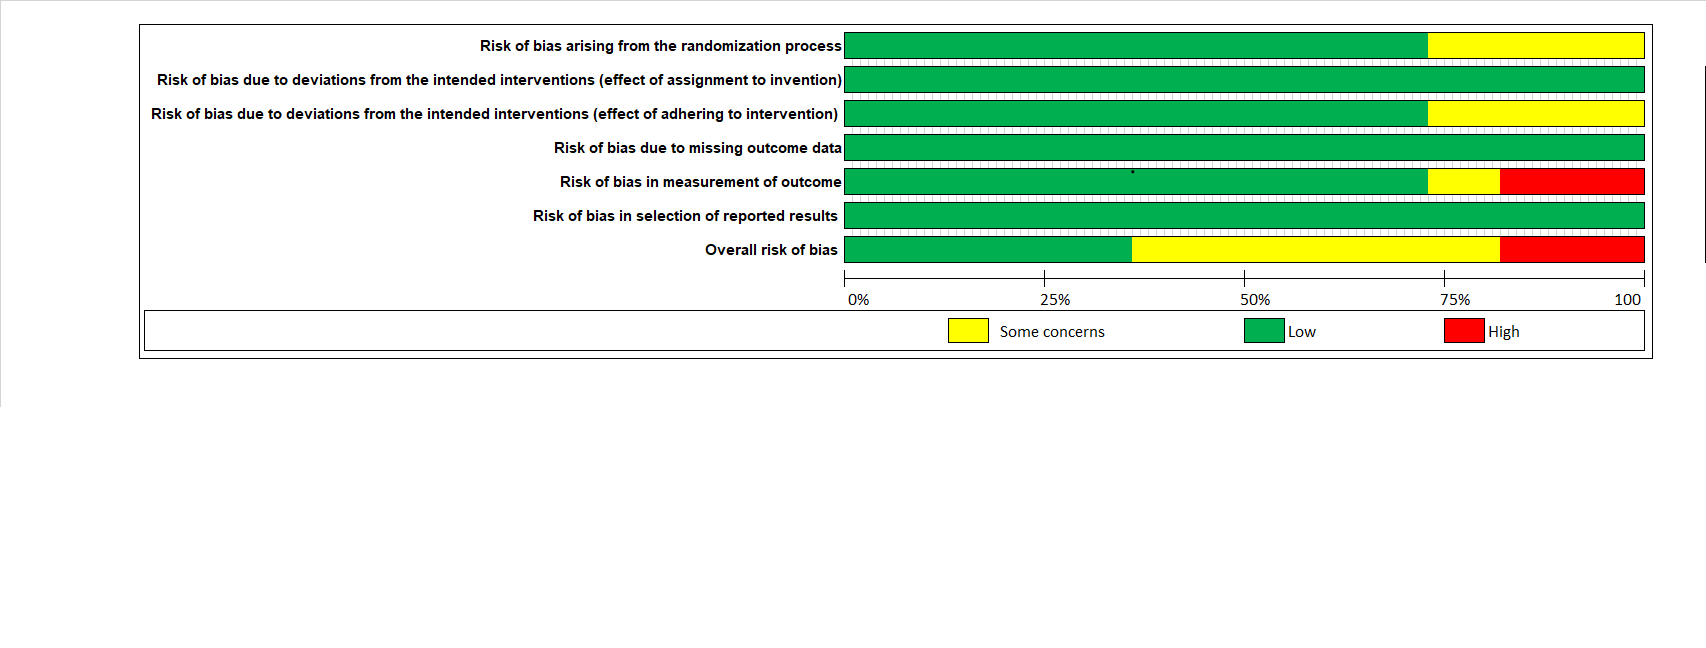 Risk of bias arising from the randomization process
Risk of bias due to deviations from the intended interventions (effect of assignment to invention)
Risk of bias due to deviations from the intended interventions (effect of adhering to intervention)
Risk of bias due to missing outcome data
Risk of bias in measurement of outcome
Risk of bias in selection of reported results
Overall risk of bias
0% 25% 50% 75% 100
Some concerns Low High